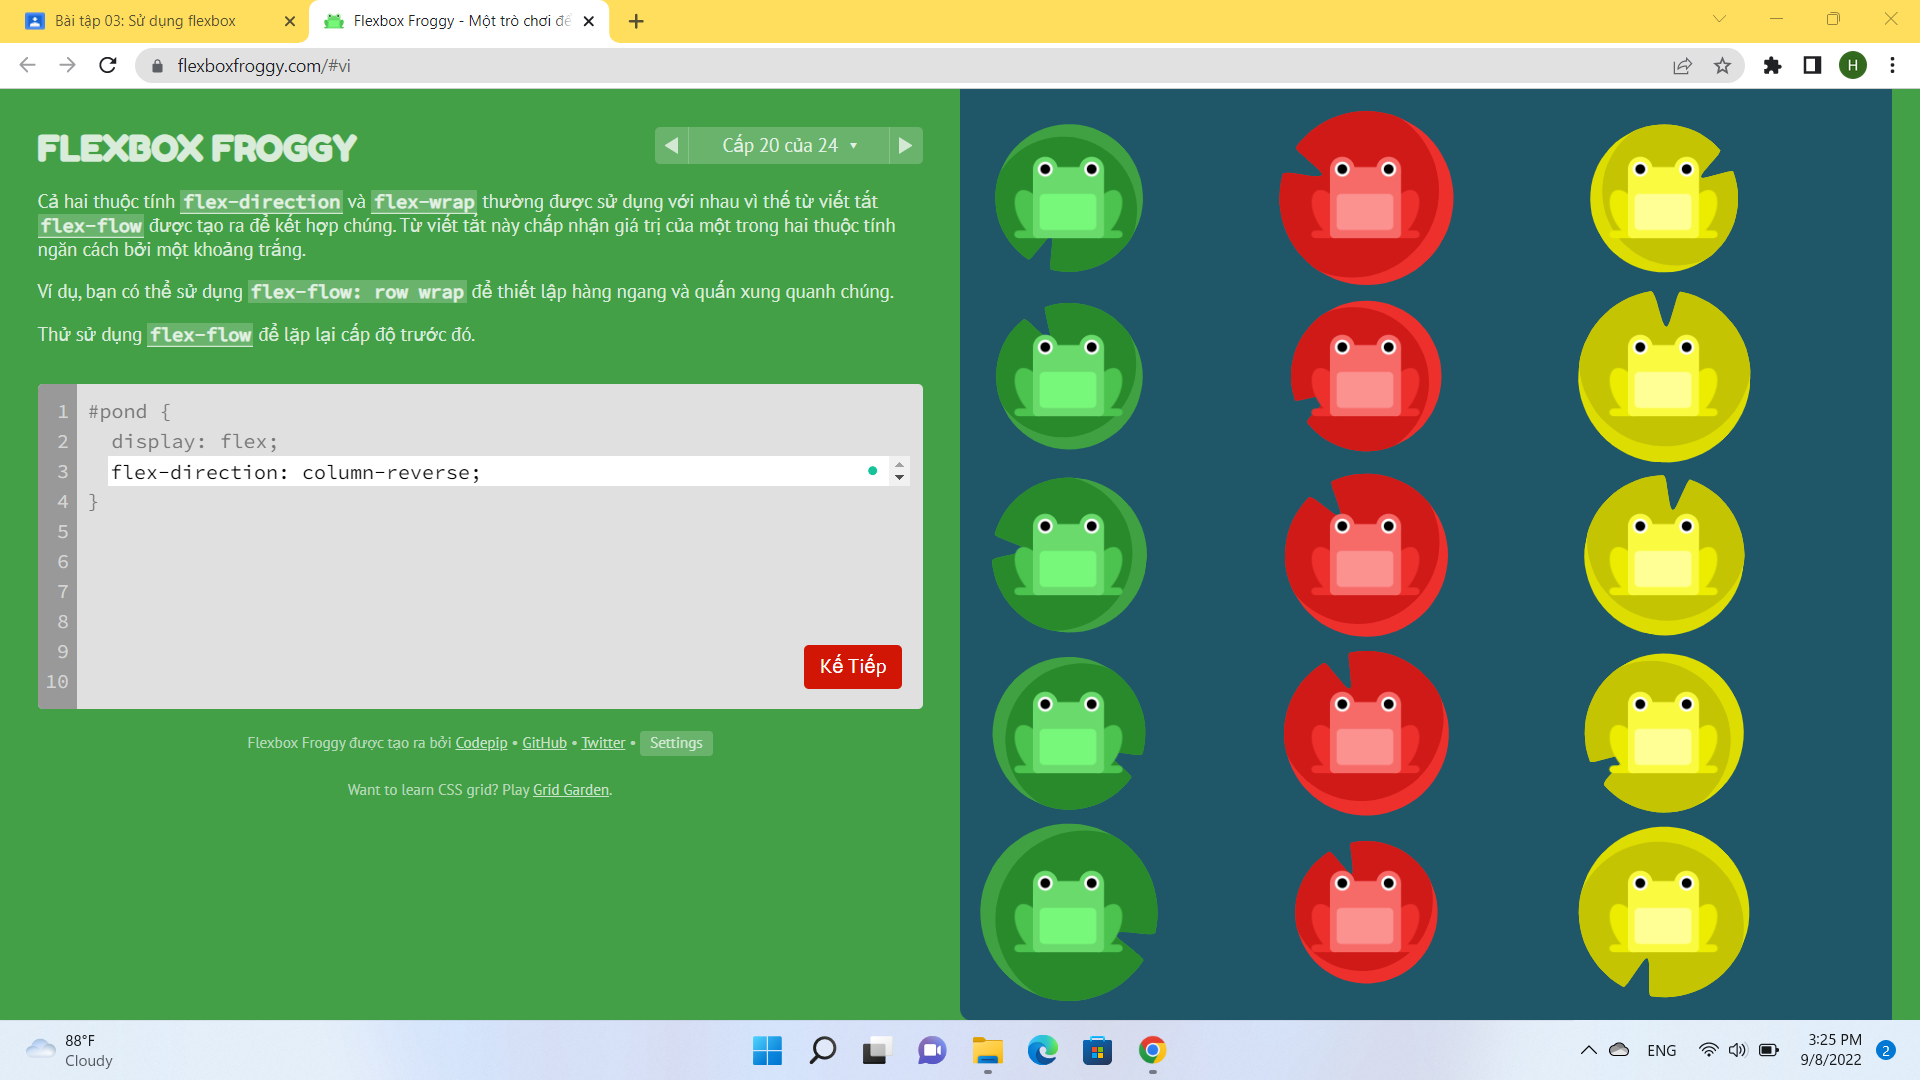 Bài tập 03: Sử dụng flexbox
Flexbox Froggy - Một trò chơi để
flexboxfroggy.com/#vi
H
FLEXBOX FROGGY
Cấp 20 của 24
Cả hai thuộc tính flex-direction và flex-wrap thường được sử dụng với nhau vì thế từ viết tắt
flex-flow được tạo ra để kết hợp chúng. Từ viết tắt này chấp nhận giá trị của một trong hai thuộc tính
ngăn cách bởi một khoảng trắng.
Ví dụ, bạn có thể sử dụng flex-flow: row wrap để thiết lập hàng ngang và quấn xung quanh chúng.
Thử sử dụng flex-flow để lặp lại cấp độ trước đó.
1 #pond {
2 display: flex;
3 flex-direction: column-reverse;
4 }
5
6
7
8
9
10
Kế Tiếp
Flexbox Froggy được tạo ra bởi Codepip • GitHub • Twitter • Settings
Want to learn CSS grid? Play Grid Garden.
88°F
Cloudy
ENG
3:25 PM
9/8/2022
2